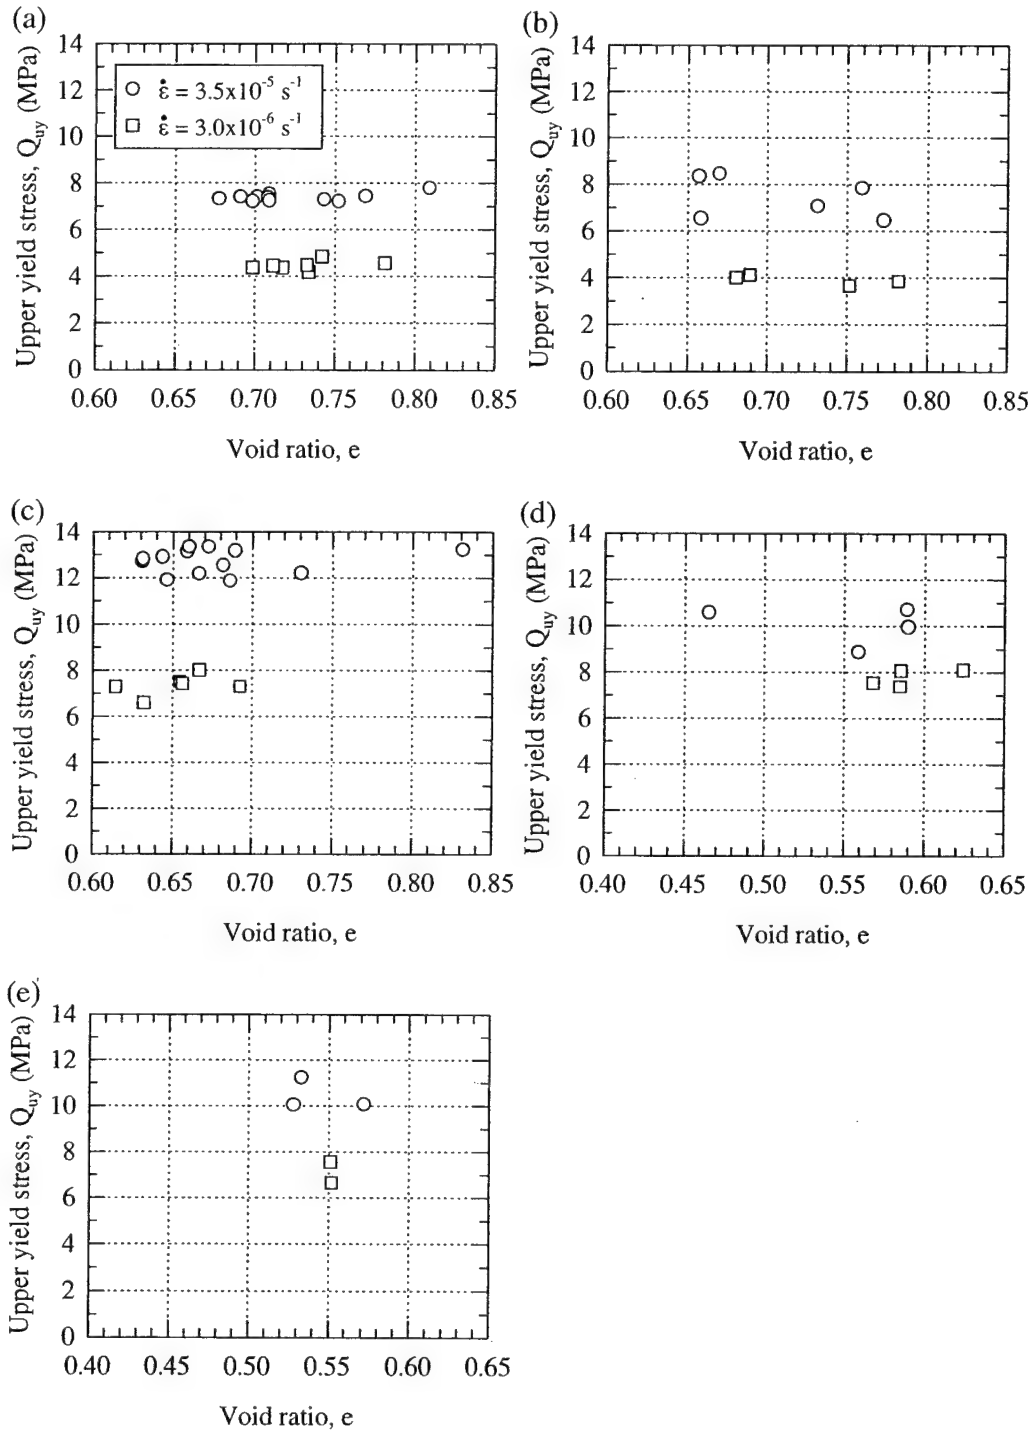 (a)
Upper yield stress, Q_uy (MPa)
14
12
10
8
6
4
2
0
ε̇ = 3.5x10^-5 s^-1
ε̇ = 3.0x10^-6 s^-1
0.60 0.65 0.70 0.75 0.80 0.85
Void ratio, e
(b)
Upper yield stress, Q_uy (MPa)
14
12
10
8
6
4
2
0
0.60 0.65 0.70 0.75 0.80 0.85
Void ratio, e
(c)
Upper yield stress, Q_uy (MPa)
14
12
10
8
6
4
2
0
0.60 0.65 0.70 0.75 0.80 0.85
Void ratio, e
(d)
Upper yield stress, Q_uy (MPa)
14
12
10
8
6
4
2
0
0.40 0.45 0.50 0.55 0.60 0.65
Void ratio, e
(e)
Upper yield stress, Q_uy (MPa)
14
12
10
8
6
4
2
0
0.40 0.45 0.50 0.55 0.60 0.65
Void ratio, e